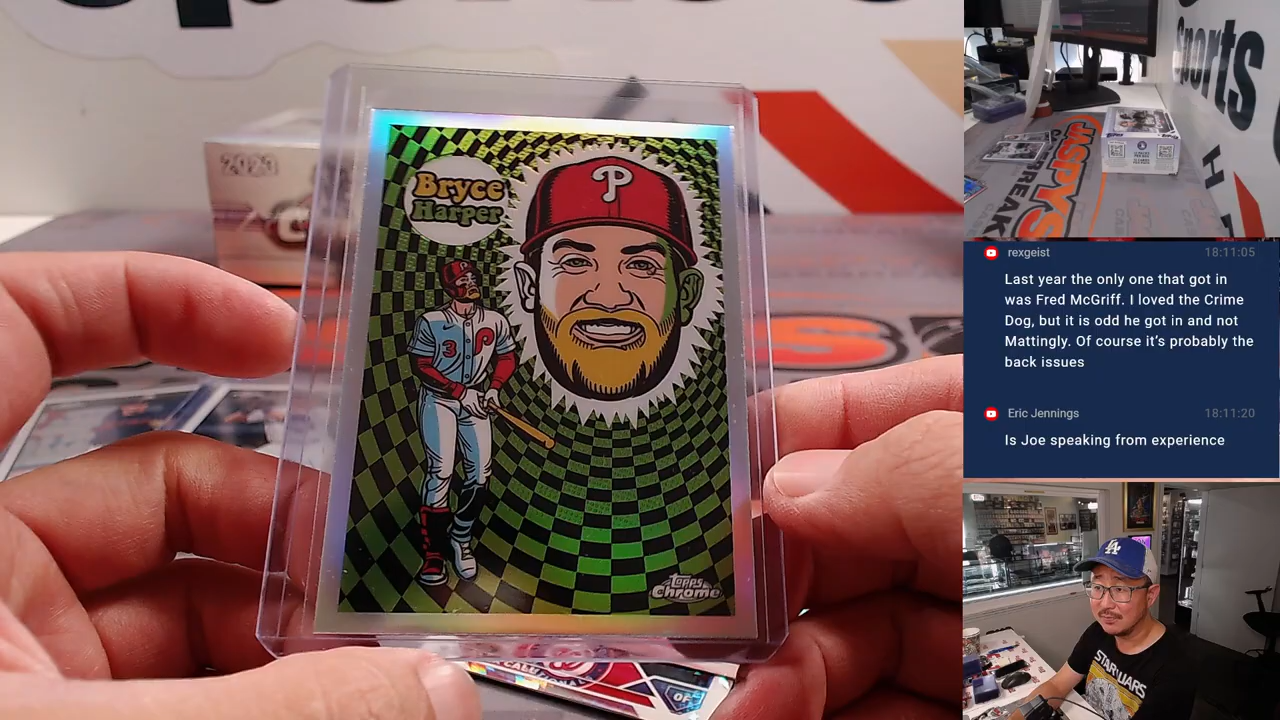 Bryce
Harper
P
3
P
Topps
Chrome
2023
JASPYS
Sports
rexgeist
18:11:05
Last year the only one that got in
was Fred McGriff. I loved the Crime
Dog, but it is odd he got in and not
Mattingly. Of course it’s probably the
back issues
Eric Jennings
18:11:20
Is Joe speaking from experience
LA
STAR WARS